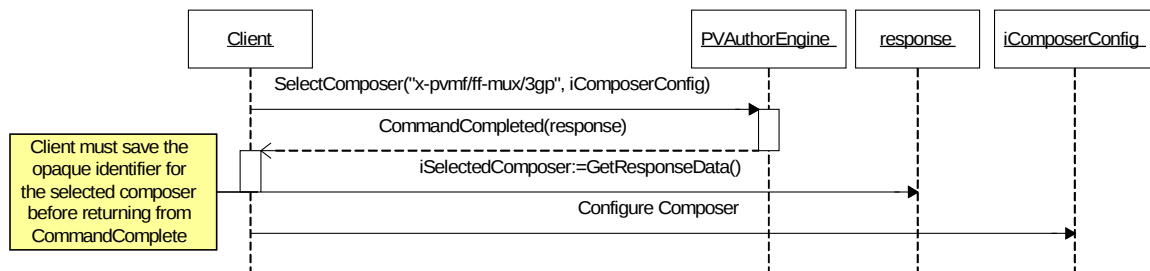 Client
PVAuthorEngine
response
iComposerConfig
SelectComposer("x-pvmf/ff-mux/3gp", iComposerConfig)
CommandCompleted(response)
Client must save the
opaque identifier for
the selected composer
before returning from
CommandComplete
iSelectedComposer:=GetResponseData()
Configure Composer